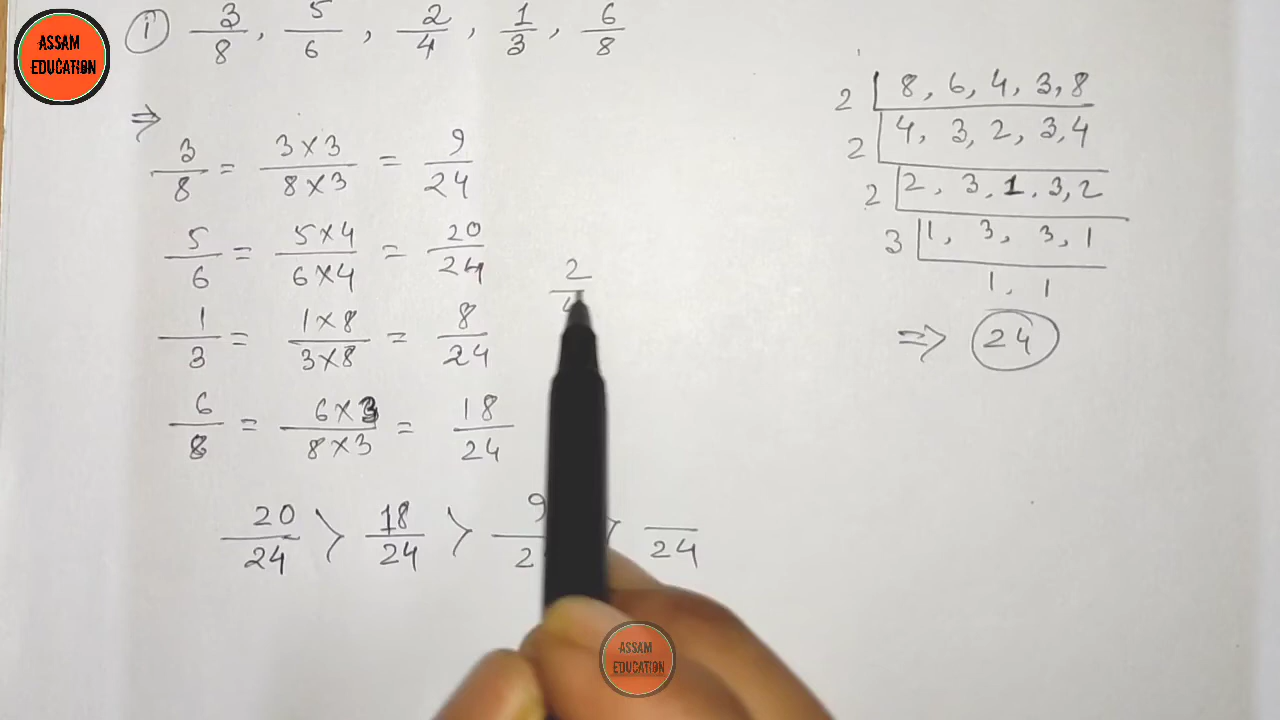 ASSAM
EDUCATION
i) 3/8, 5/6, 2/4, 1/3, 6/8
⇒
3/8 = 3×3/8×3 = 9/24
5/6 = 5×4/6×4 = 20/24
1/3 = 1×8/3×8 = 8/24
6/8 = 6×3/8×3 = 18/24
20/24 > 18/24 > 9/2 > /24
2/4
2 | 8, 6, 4, 3, 8
2 | 4, 3, 2, 3, 4
2 | 2, 3, 1, 3, 2
3 | 1, 3, 3, 1
1, 1
⇒ 24
ASSAM
EDUCATION